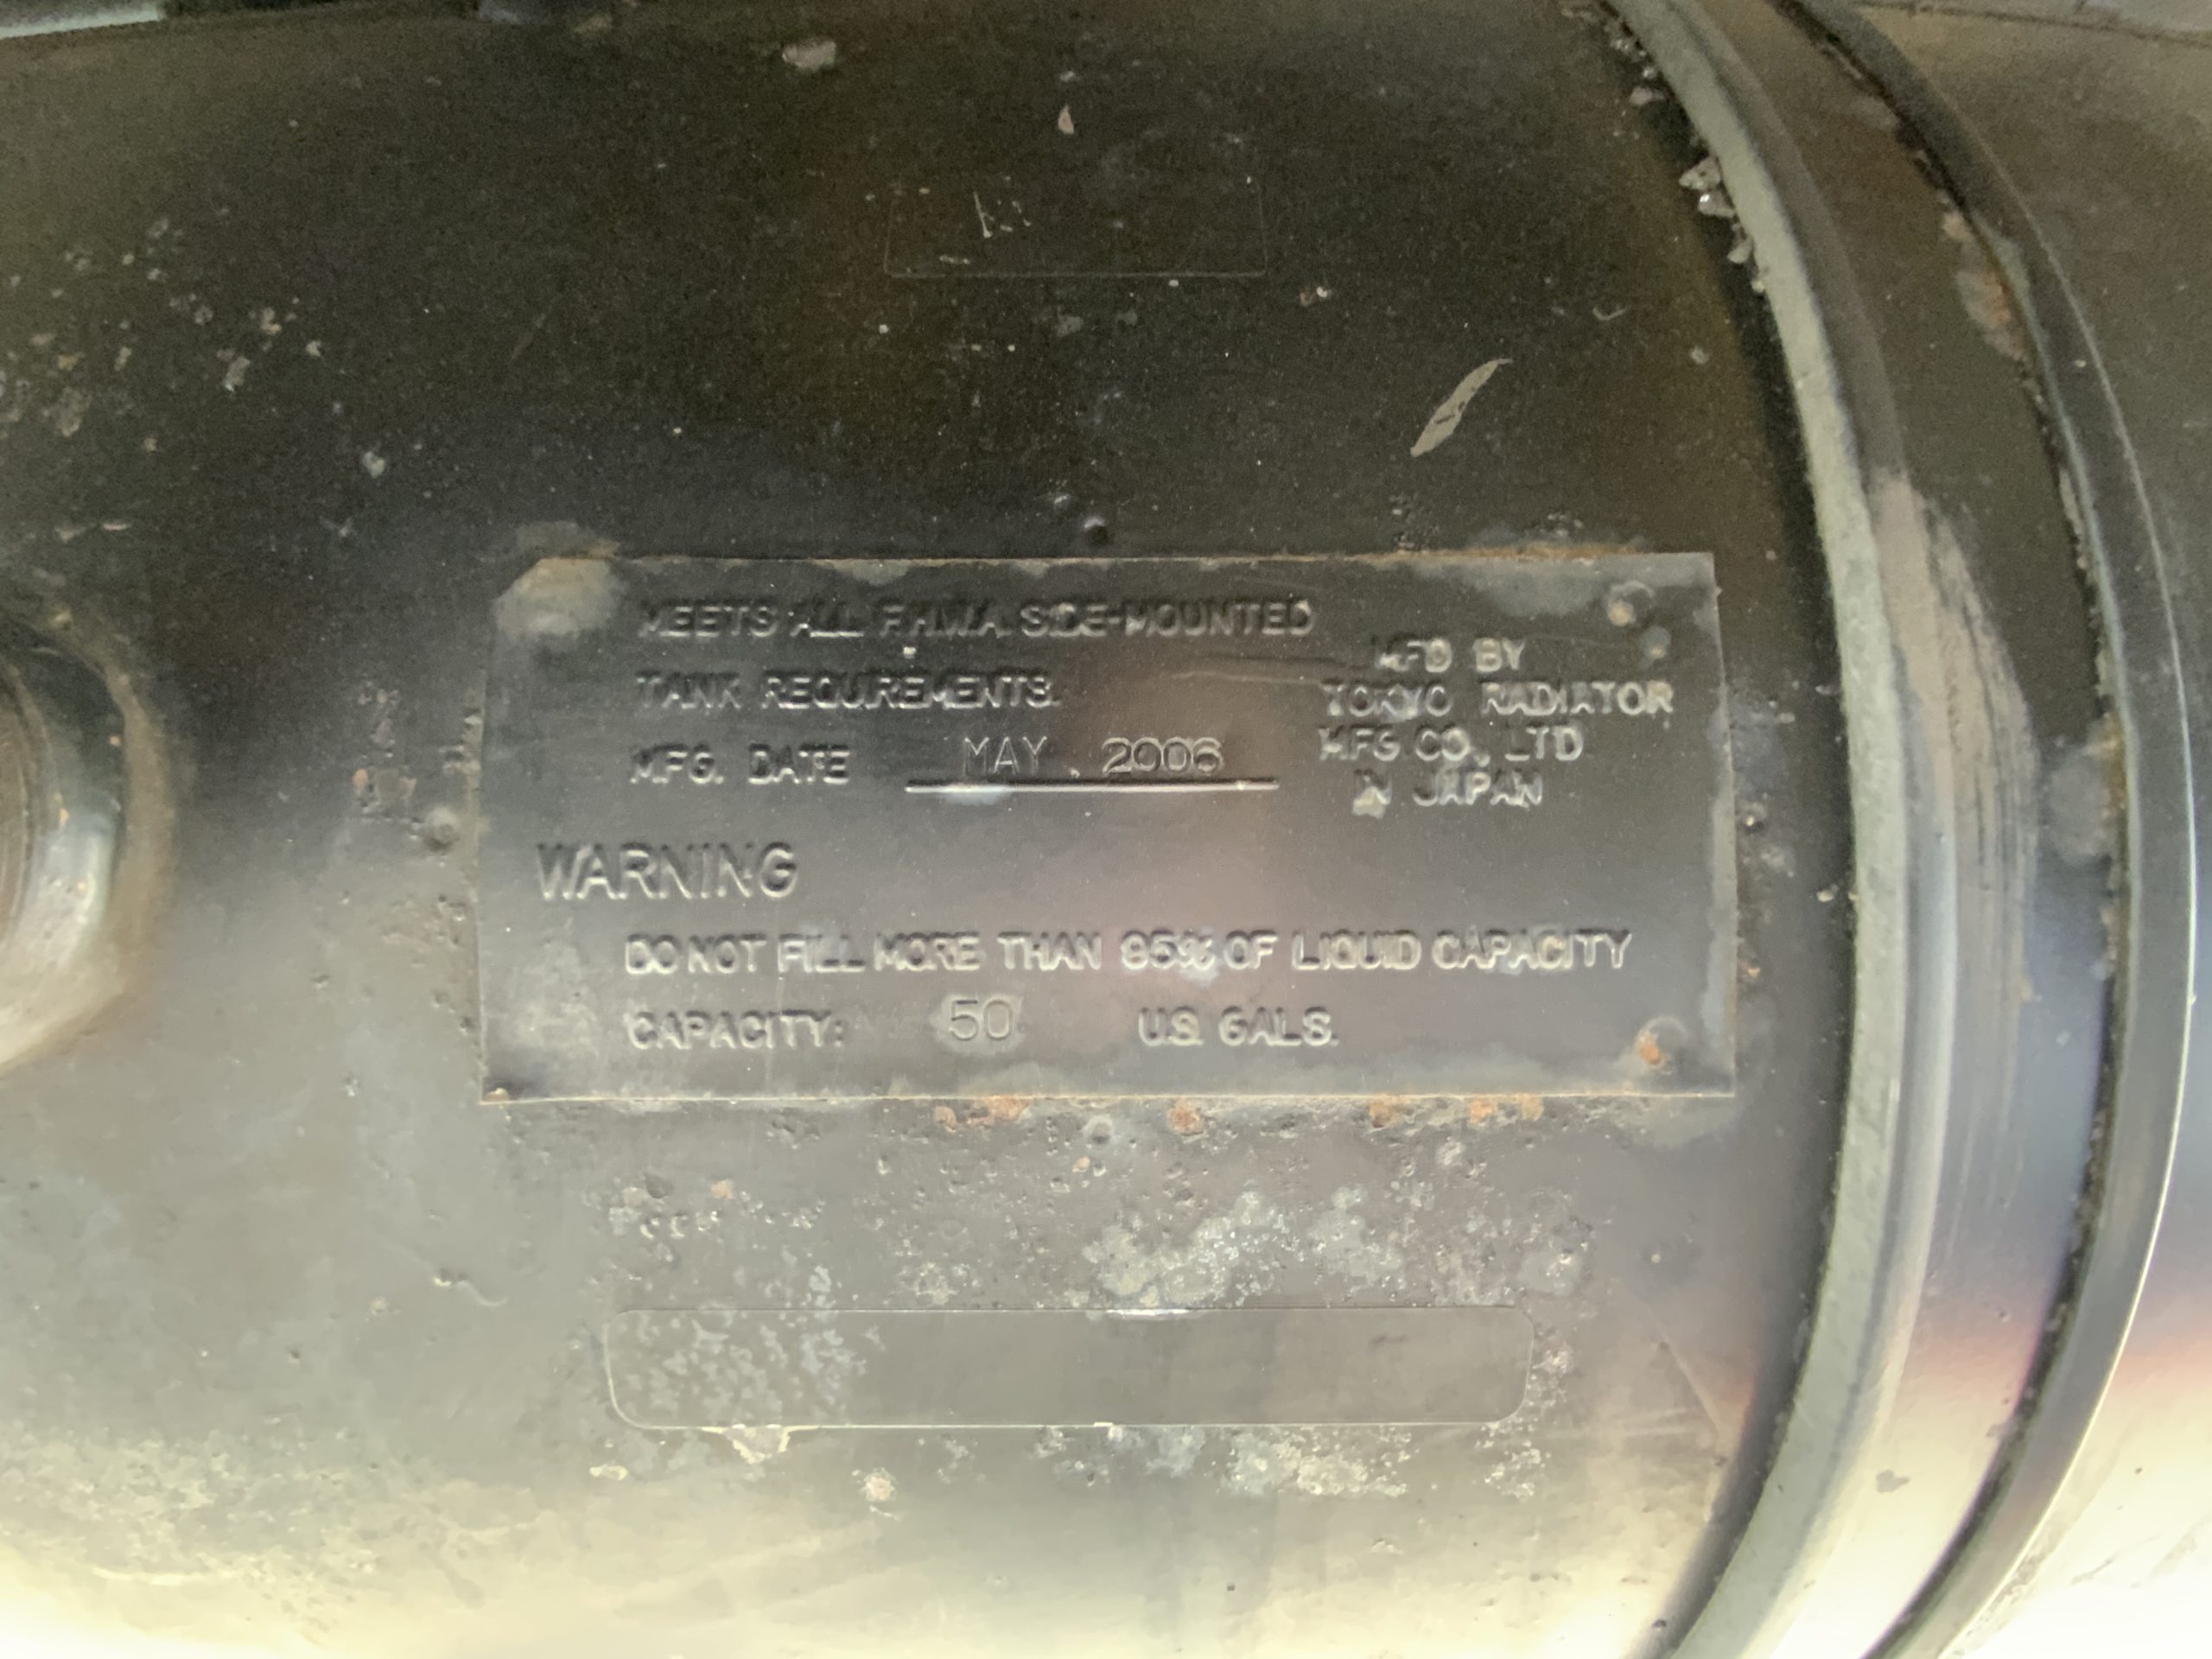 MEETS ALL F.H.W.A. SIDE-MOUNTED
TANK REQUIREMENTS.
MFG. DATE MAY . 2006
MFD BY
TOKYO RADIATOR
MFG CO., LTD
IN JAPAN
WARNING
DO NOT FILL MORE THAN 95% OF LIQUID CAPACITY
CAPACITY: 50 U.S. GALS.